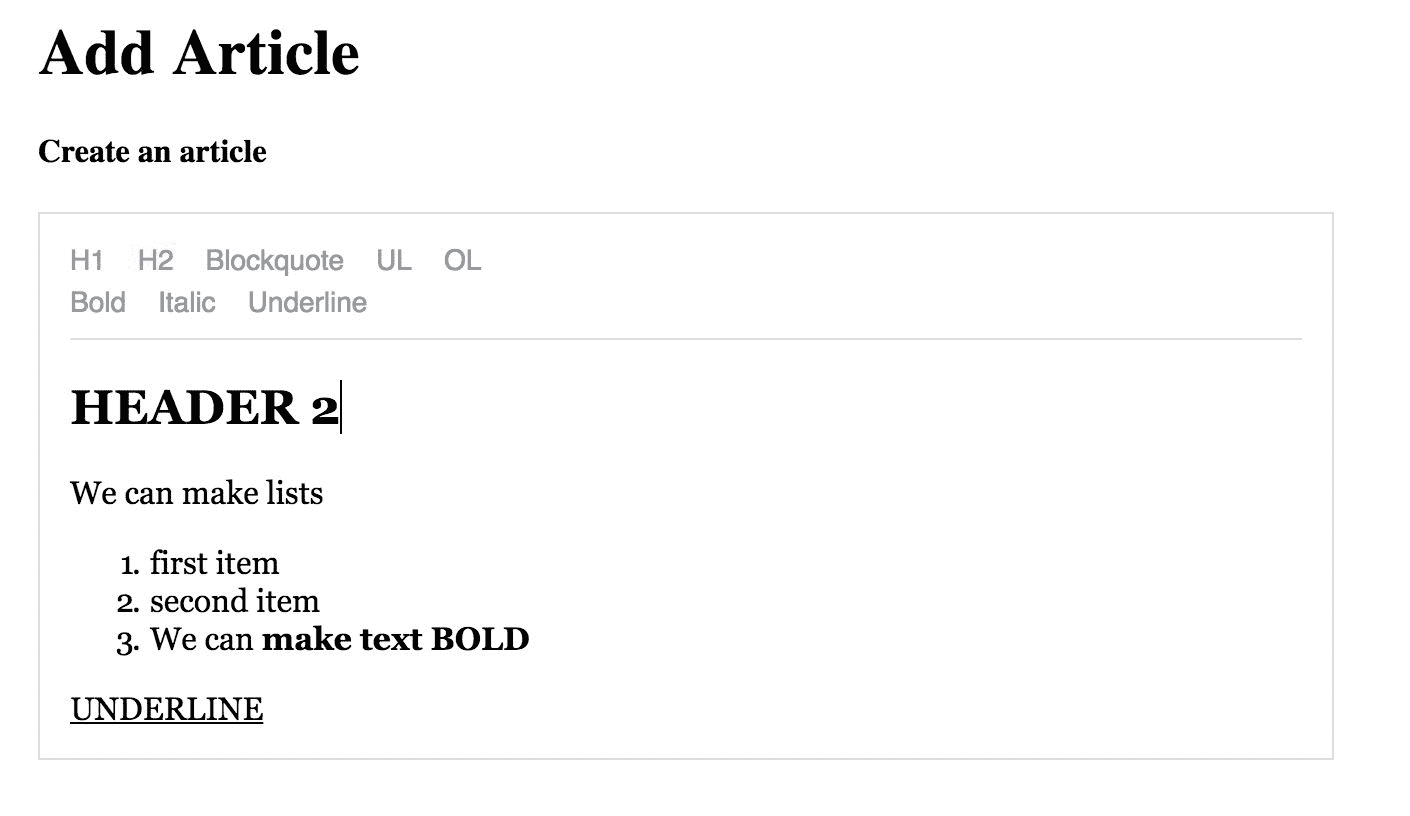 Add Article
Create an article
H1 H2 Blockquote UL OL
Bold Italic Underline
HEADER 2
We can make lists
1. first item
2. second item
3. We can make text BOLD
UNDERLINE